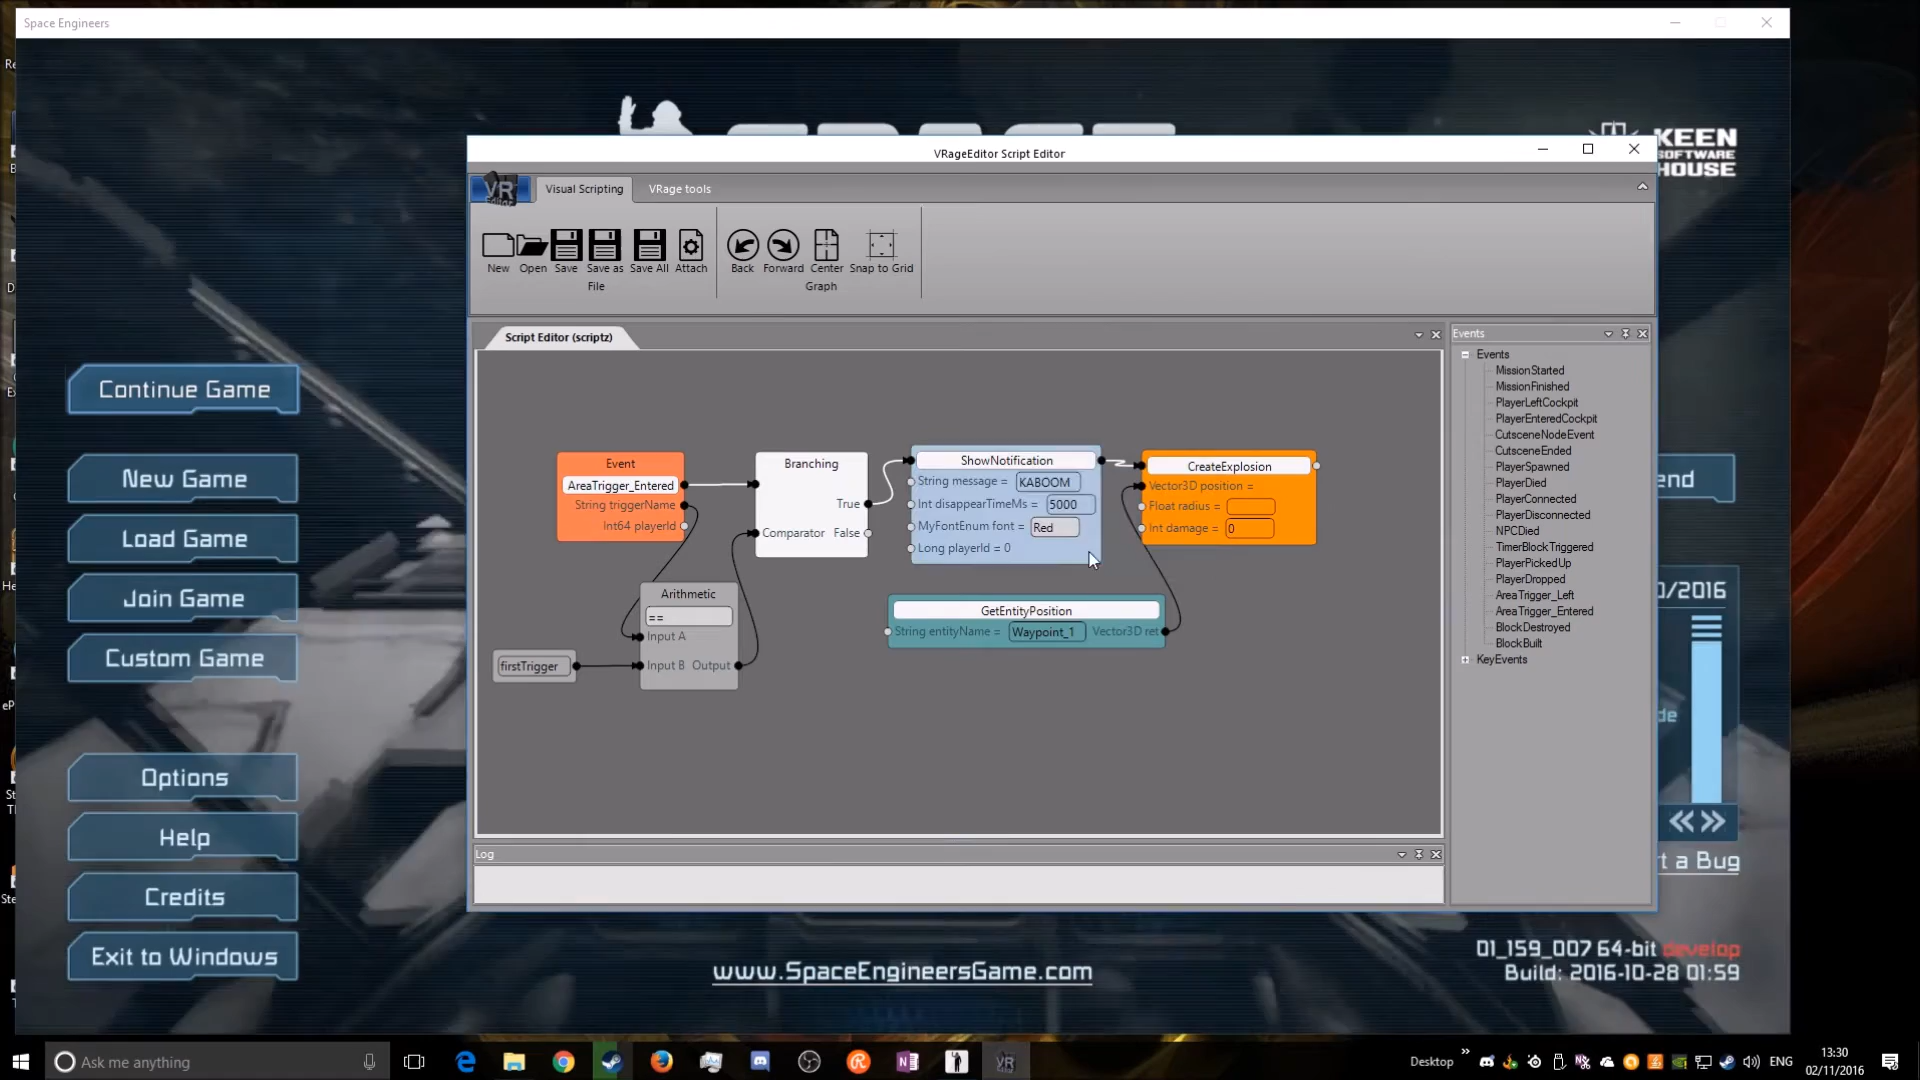 Space Engineers
KEEN
SOFTWARE
HOUSE
VRageEditor Script Editor
VR
Visual Scripting
VRage tools
New Open Save Save as Save All Attach
File
Back Forward Center Snap to Grid
Graph
Script Editor (scriptz)
Event
AreaTrigger_Entered
String triggerName
Int64 playerId
Branching
True
Comparator False
ShowNotification
String message = KABOOM
Int disappearTimeMs = 5000
MyFontEnum font = Red
Long playerId = 0
CreateExplosion
Vector3D position =
Float radius =
Int damage = 0
Arithmetic
==
Input A
Input B Output
firstTrigger
GetEntityPosition
String entityName = Waypoint_1 Vector3D ret
Events
Events
MissionStarted
MissionFinished
PlayerLeftCockpit
PlayerEnteredCockpit
CutsceneNodeEvent
CutsceneEnded
PlayerSpawned
PlayerDied
PlayerConnected
PlayerDisconnected
NPCDied
TimerBlockTriggered
PlayerPickedUp
PlayerDropped
AreaTrigger_Left
AreaTrigger_Entered
BlockDestroyed
BlockBuilt
KeyEvents
Log
Continue Game
New Game
Load Game
Join Game
Custom Game
Options
Help
Credits
Exit to Windows
end
0/2016
de
t a Bug
www.SpaceEngineersGame.com
01_159_007 64-bit develop
Build: 2016-10-28 01:59
Ask me anything
Desktop
ENG
13:30
02/11/2016